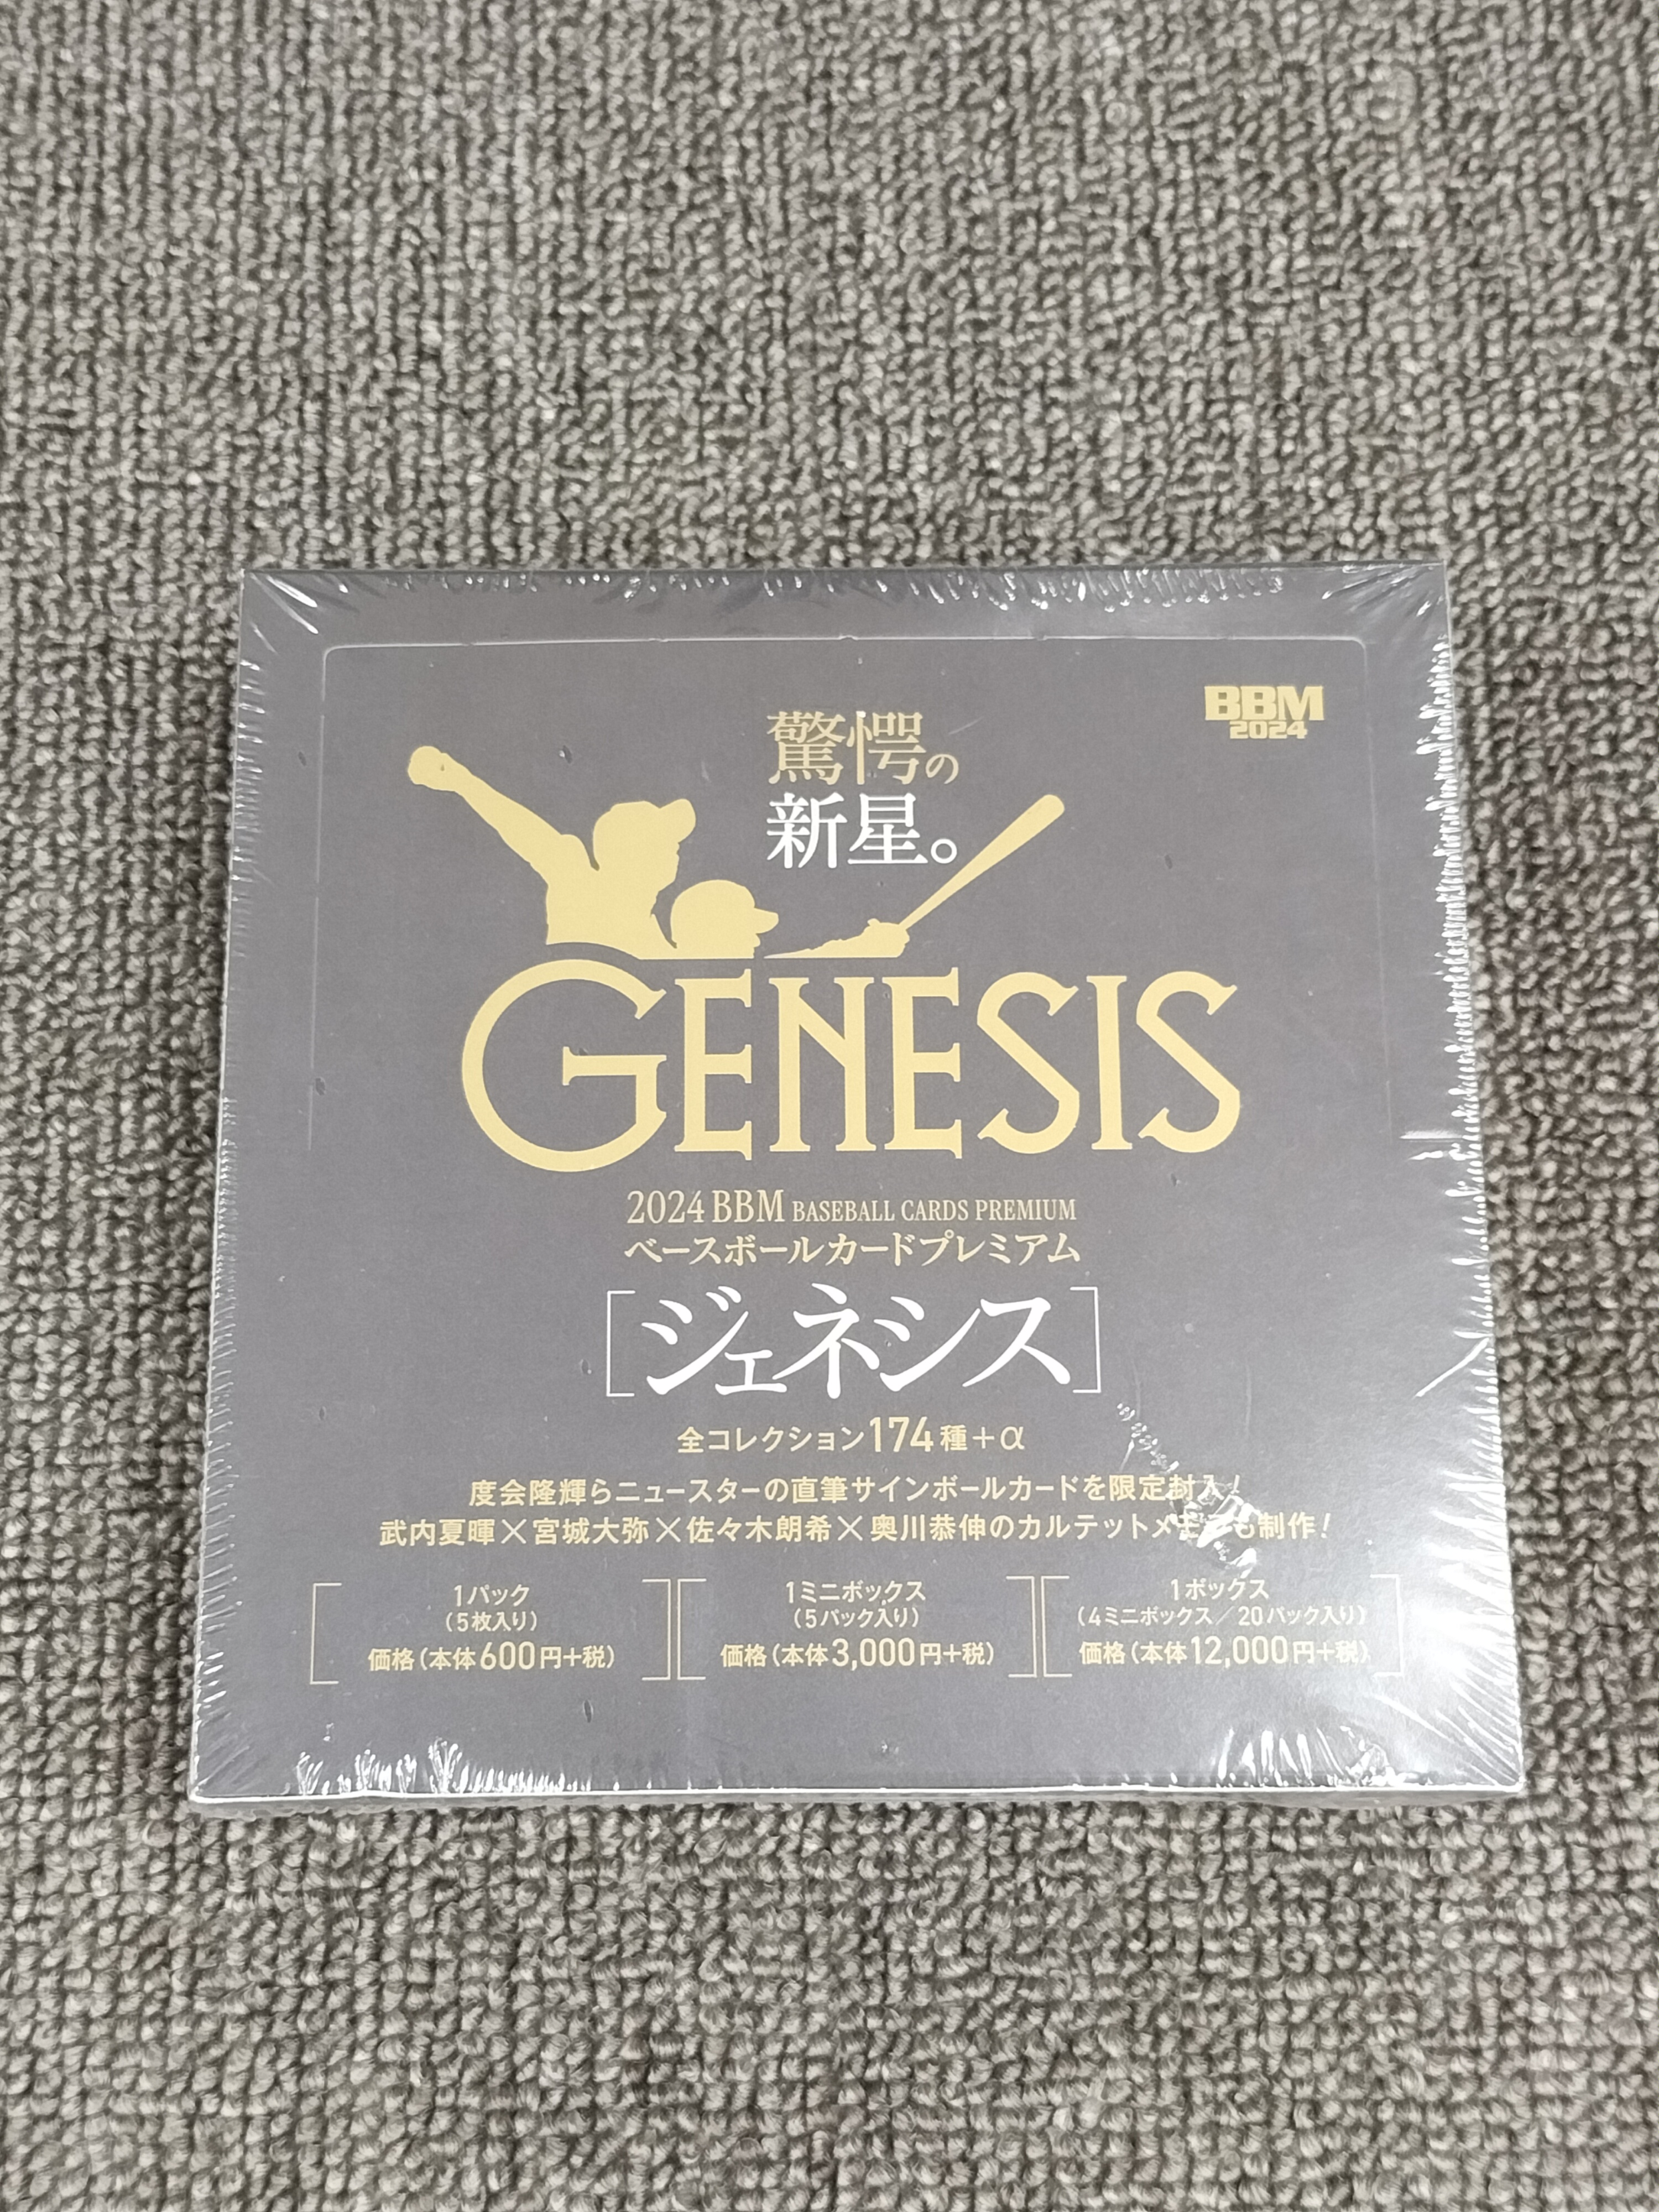 BBM
2024
驚愕の
新星。
GENESIS
2024 BBM BASEBALL CARDS PREMIUM
ベースボールカードプレミアム
[ジェネシス]
全コレクション174種+α
度会隆輝らニュースターの直筆サインボールカードを限定封入!
武内夏暉×宮城大弥×佐々木朗希×奥川恭伸のカルテットメモラも制作!
1パック
(5枚入り)
価格(本体600円+税)
1ミニボックス
(5パック入り)
価格(本体3,000円+税)
1ボックス
(4ミニボックス/20パック入り)
価格(本体12,000円+税)